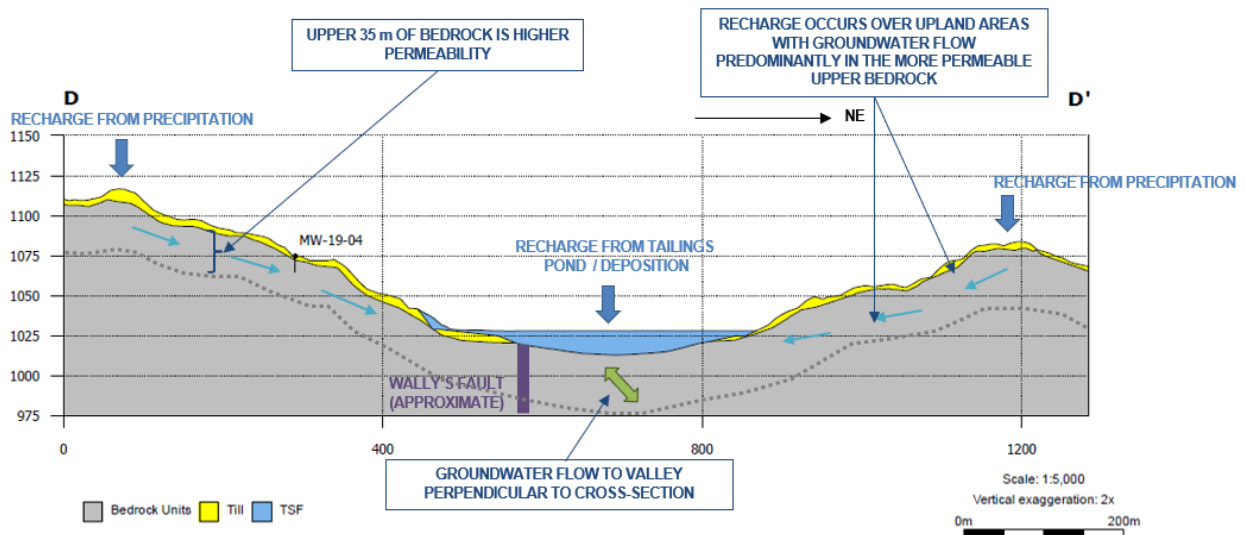 UPPER 35 m OF BEDROCK IS HIGHER
PERMEABILITY
RECHARGE OCCURS OVER UPLAND AREAS
WITH GROUNDWATER FLOW
PREDOMINANTLY IN THE MORE PERMEABLE
UPPER BEDROCK
D
D'
RECHARGE FROM PRECIPITATION
NE
1150
1125
1100
1075
1050
1025
1000
975
RECHARGE FROM PRECIPITATION
MW-19-04
RECHARGE FROM TAILINGS
POND / DEPOSITION
WALLY'S FAULT
(APPROXIMATE)
0
400
800
1200
GROUNDWATER FLOW TO VALLEY
PERPENDICULAR TO CROSS-SECTION
Bedrock Units
Till
TSF
Scale: 1:5,000
Vertical exaggeration: 2x
0m
200m